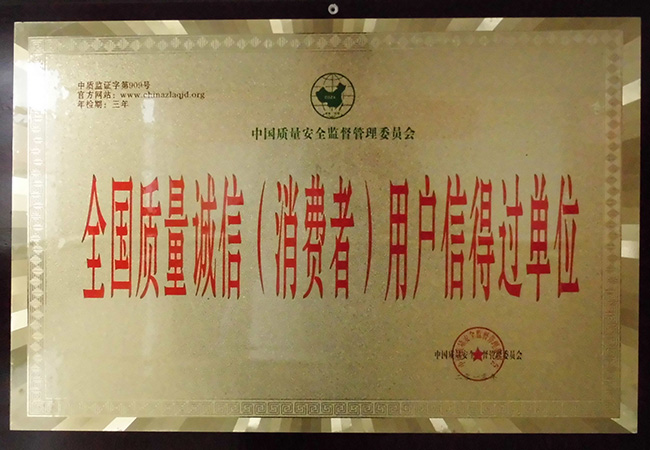 中质监证字第909号
官方网站：www.chinazlaqjd.org
年检期：三年
中国质量安全监督管理委员会
全国质量诚信（消费者）用户信得过单位
中国质量安全监督管理委员会